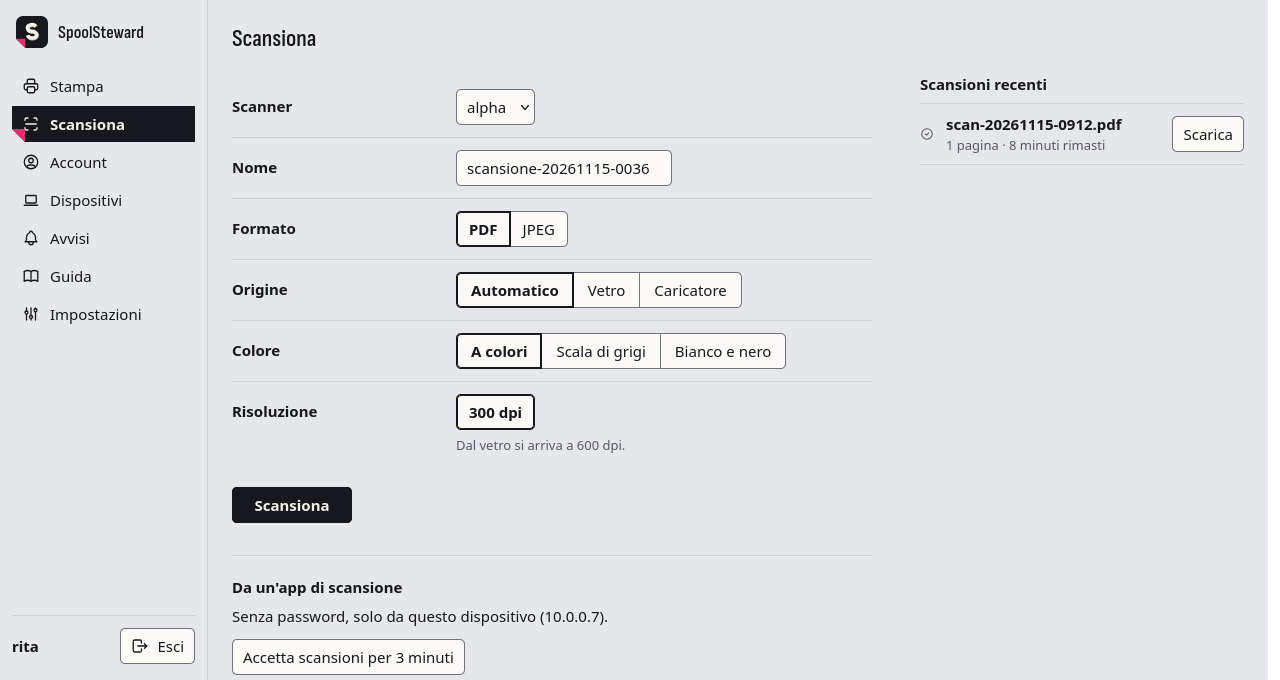 SpoolSteward
Stampa
Scansiona
Account
Dispositivi
Avvisi
Guida
Impostazioni
rita
Esci
Scansiona
Scanner
alpha
Nome
scansione-20261115-0036
Formato
PDF JPEG
Origine
Automatico Vetro Caricatore
Colore
A colori Scala di grigi Bianco e nero
Risoluzione
300 dpi
Dal vetro si arriva a 600 dpi.
Scansiona
Da un'app di scansione
Senza password, solo da questo dispositivo (10.0.0.7).
Accetta scansioni per 3 minuti
Scansioni recenti
scan-20261115-0912.pdf
1 pagina · 8 minuti rimasti
Scarica